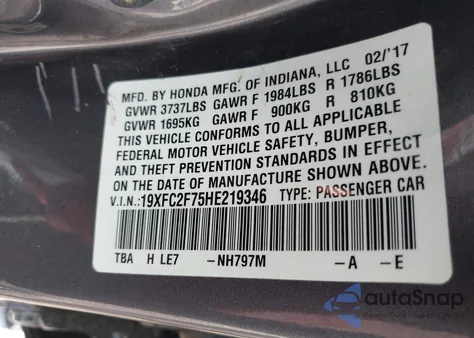 MFD. BY HONDA MFG. OF INDIANA, LLC 02/'17
GVWR 3737LBS GAWR F 1984LBS R 1786LBS
GVWR 1695KG GAWR F 900KG R 810KG
THIS VEHICLE CONFORMS TO ALL APPLICABLE
FEDERAL MOTOR VEHICLE SAFETY, BUMPER,
AND THEFT PREVENTION STANDARDS IN EFFECT
ON THE DATE OF MANUFACTURE SHOWN ABOVE.
V.I.N.:19XFC2F75HE219346 TYPE: PASSENGER CAR
TBA H LE7 -NH797M -A -E
autoSnap